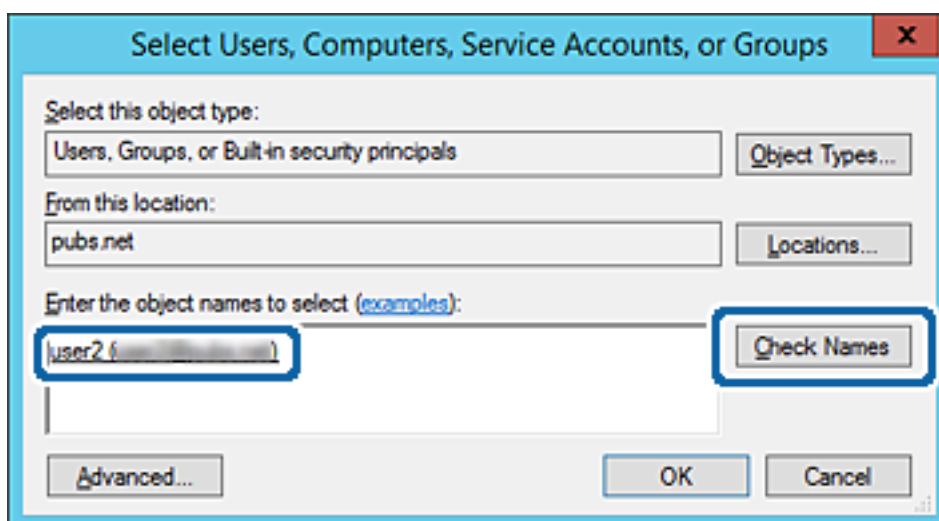 Select Users, Computers, Service Accounts, or Groups
x
Select this object type:
Users, Groups, or Built-in security principals
Object Types...
From this location:
pubs.net
Locations...
Enter the object names to select (examples):
user2 (
)
Check Names
Advanced...
OK
Cancel